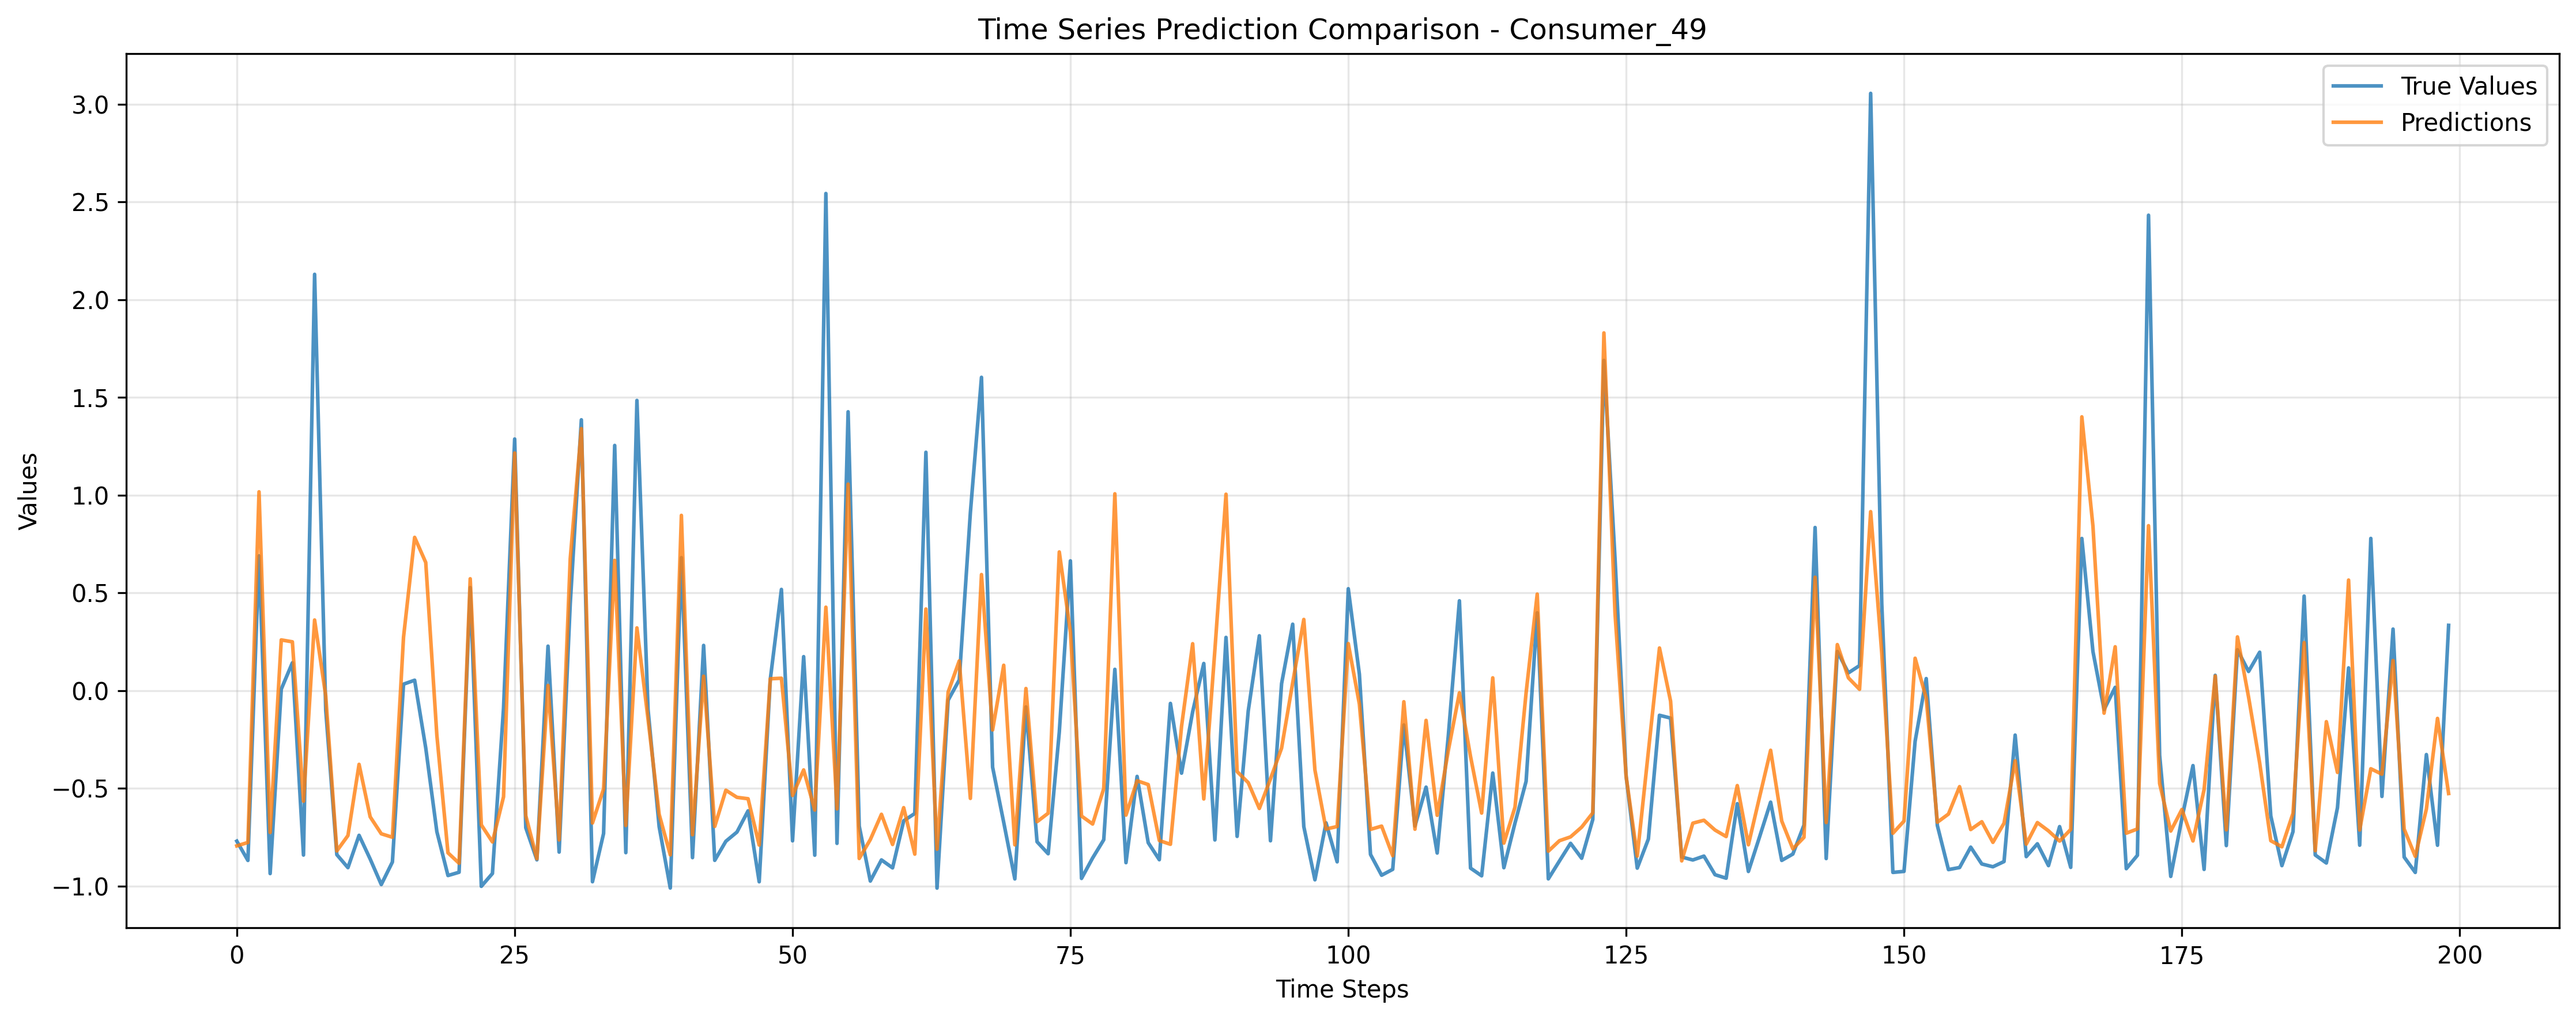 Time Series Prediction Comparison - Consumer_49
True Values
Predictions
Values
3.0
2.5
2.0
1.5
1.0
0.5
0.0
−0.5
−1.0
0 25 50 75 100 125 150 175 200
Time Steps